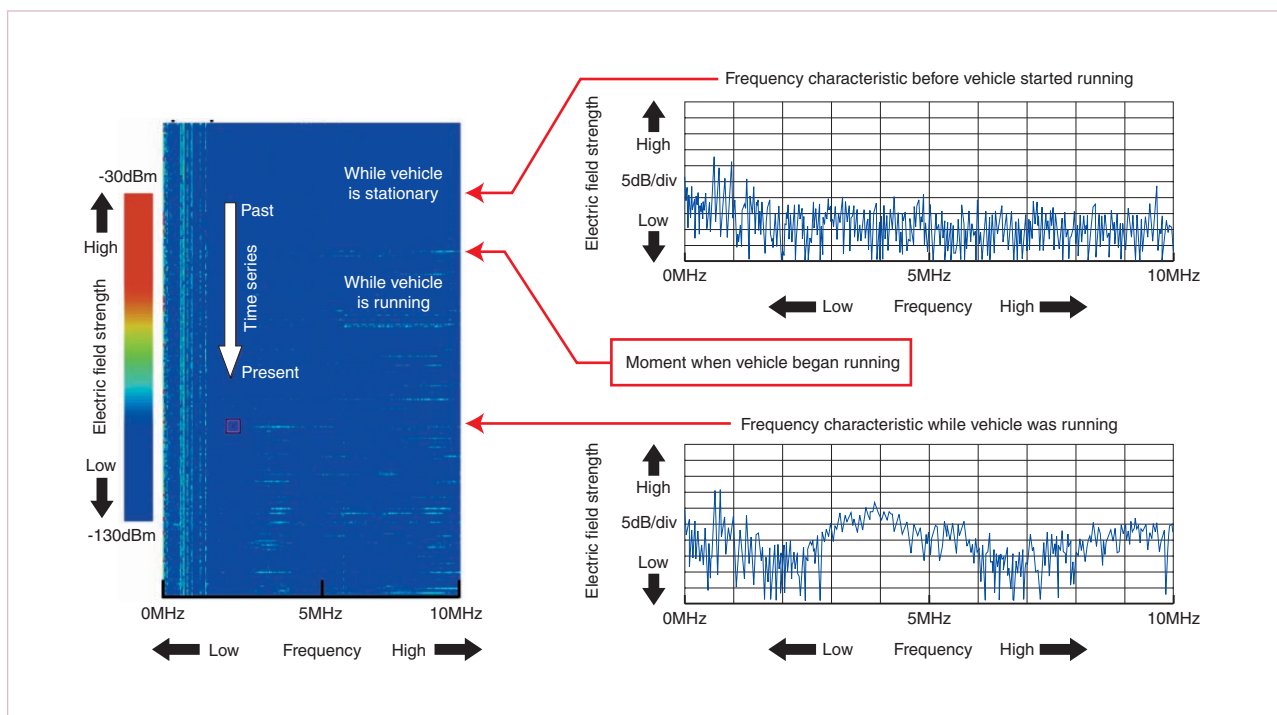 -30dBm
High
Electric field strength
Low
-130dBm
While vehicle
is stationary
Past
Time series
While vehicle
is running
Present
0MHz
5MHz
10MHz
Low
Frequency
High
Frequency characteristic before vehicle started running
Electric field strength
High
5dB/div
Low
0MHz
5MHz
10MHz
Low
Frequency
High
Moment when vehicle began running
Frequency characteristic while vehicle was running
Electric field strength
High
5dB/div
Low
0MHz
5MHz
10MHz
Low
Frequency
High